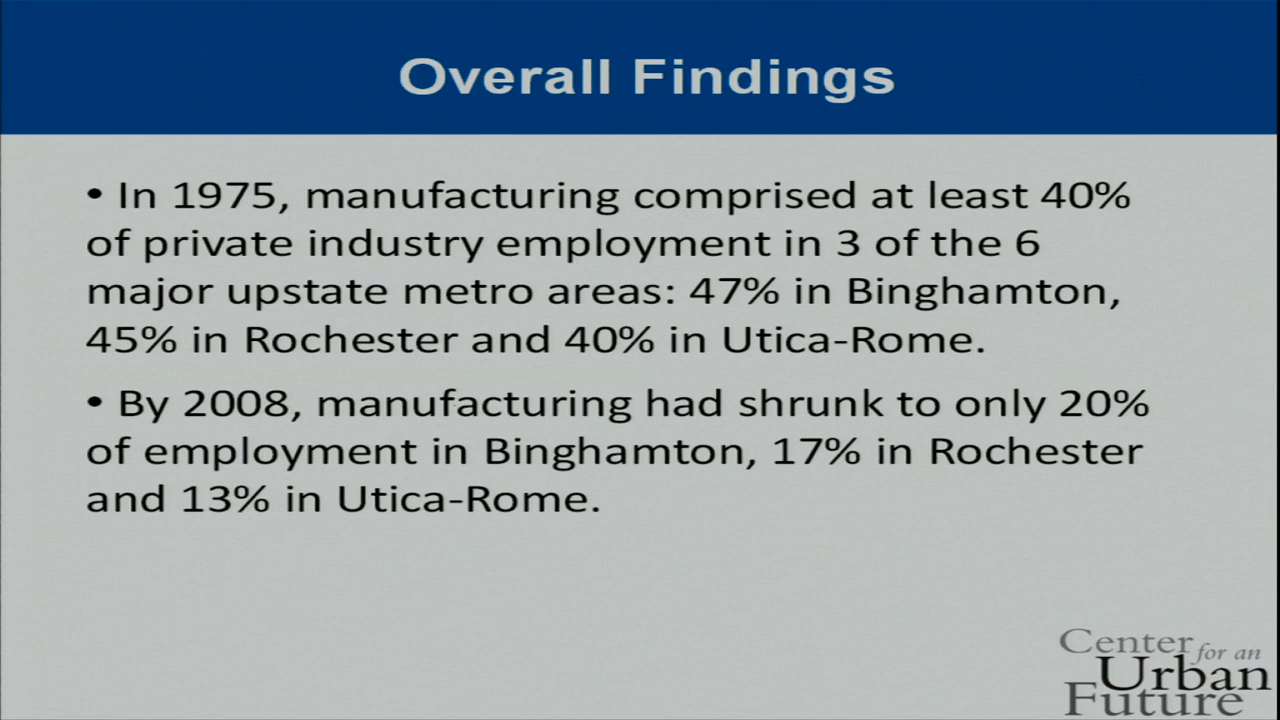 Overall Findings
• In 1975, manufacturing comprised at least 40%
of private industry employment in 3 of the 6
major upstate metro areas: 47% in Binghamton,
45% in Rochester and 40% in Utica-Rome.
• By 2008, manufacturing had shrunk to only 20%
of employment in Binghamton, 17% in Rochester
and 13% in Utica-Rome.
Center for an
Urban
Future